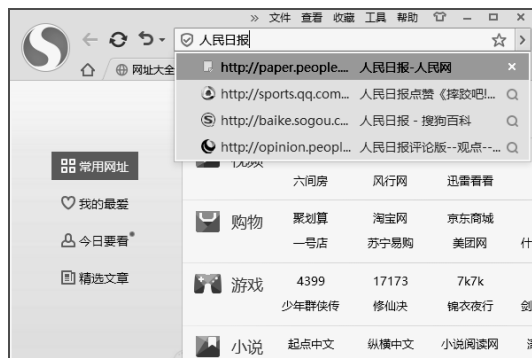 » 文件 查看 收藏 工具 帮助
人民日报
网址大全
http://paper.people.... 人民日报-人民网
http://sports.qq.com... 人民日报点赞《摔跤吧!...
http://baike.sogou.c... 人民日报 - 搜狗百科
http://opinion.peopl... 人民日报评论版--观点--...
常用网址
我的最爱
今日要看
精选文章
视频
六间房 风行网 迅雷看看
购物 聚划算 淘宝网 京东商城
一号店 苏宁易购 美团网 什
游戏 4399 17173 7k7k
少年群侠传 修仙决 锦衣夜行 剑
小说 起点中文 纵横中文 小说阅读网